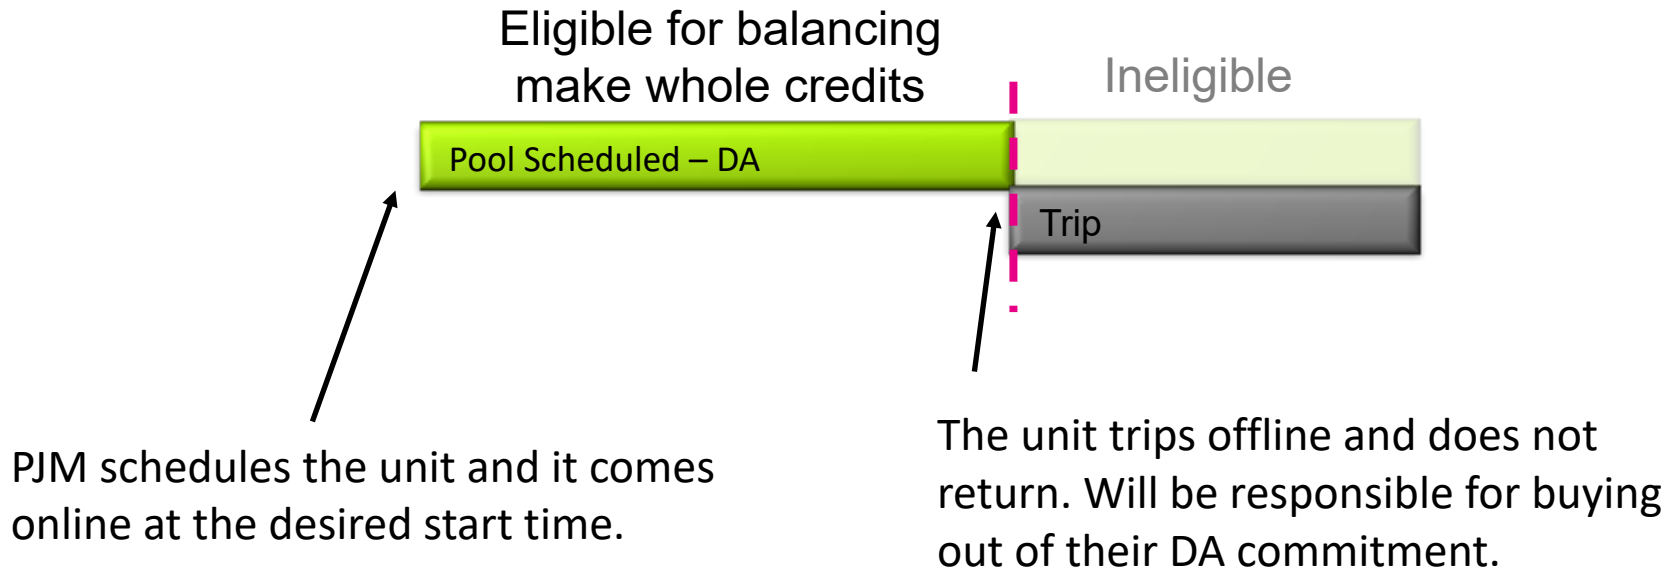 Eligible for balancing
make whole credits
Ineligible
Pool Scheduled – DA
Trip
PJM schedules the unit and it comes
online at the desired start time.
The unit trips offline and does not
return. Will be responsible for buying
out of their DA commitment.